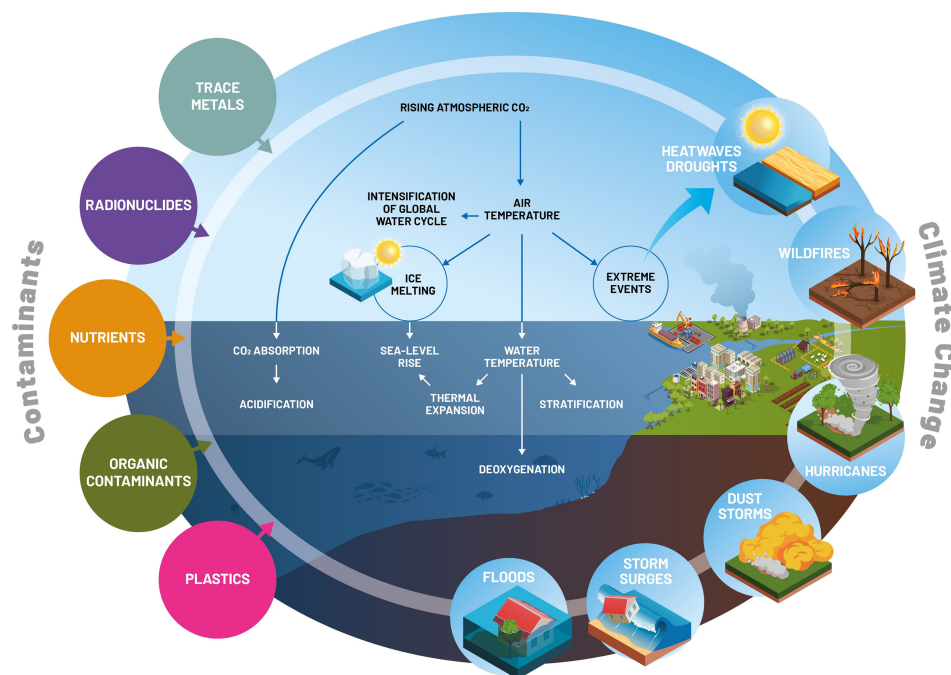 Contaminants
TRACE
METALS
RADIONUCLIDES
NUTRIENTS
ORGANIC
CONTAMINANTS
PLASTICS
RISING ATMOSPHERIC CO₂
INTENSIFICATION
OF GLOBAL
WATER CYCLE
AIR
TEMPERATURE
ICE
MELTING
EXTREME
EVENTS
CO₂ ABSORPTION
ACIDIFICATION
SEA-LEVEL
RISE
WATER
TEMPERATURE
THERMAL
EXPANSION
STRATIFICATION
DEOXYGENATION
HEATWAVES
DROUGHTS
WILDFIRES
HURRICANES
DUST
STORMS
STORM
SURGES
FLOODS
Climate Change